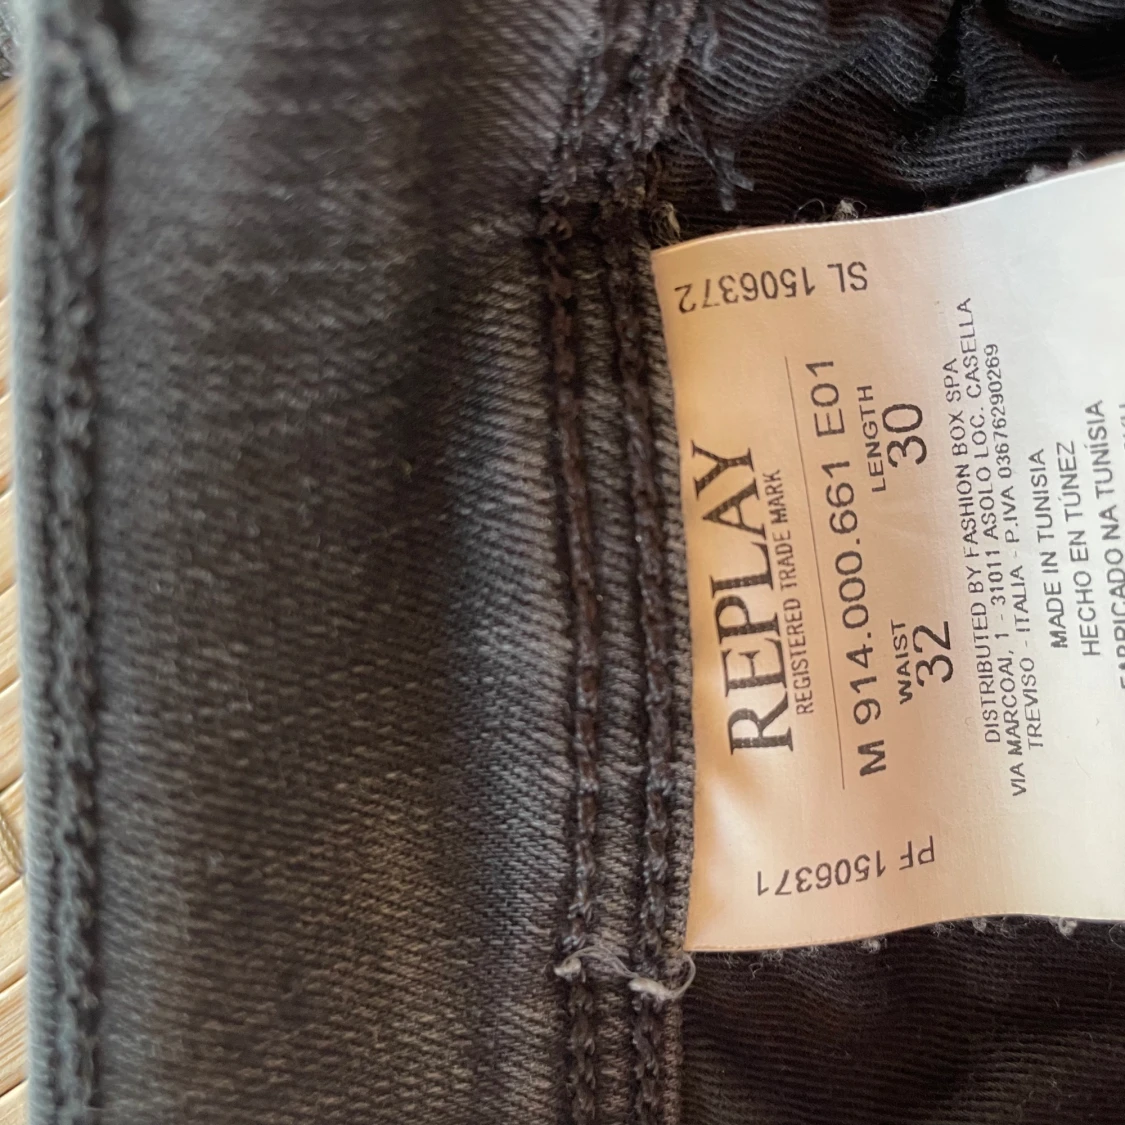 REPLAY
REGISTERED TRADE MARK
M 914.000.661 E01
WAIST LENGTH
32 30
DISTRIBUTED BY FASHION BOX SPA
VIA MARCOAI, 1 - 31011 ASOLO LOC. CASELLA
TREVISO - ITALIA - P.IVA 03676290269
MADE IN TUNISIA
HECHO EN TÚNEZ
FABRICADO NA TUNÍSIA
PF 1506371
SL 1506372